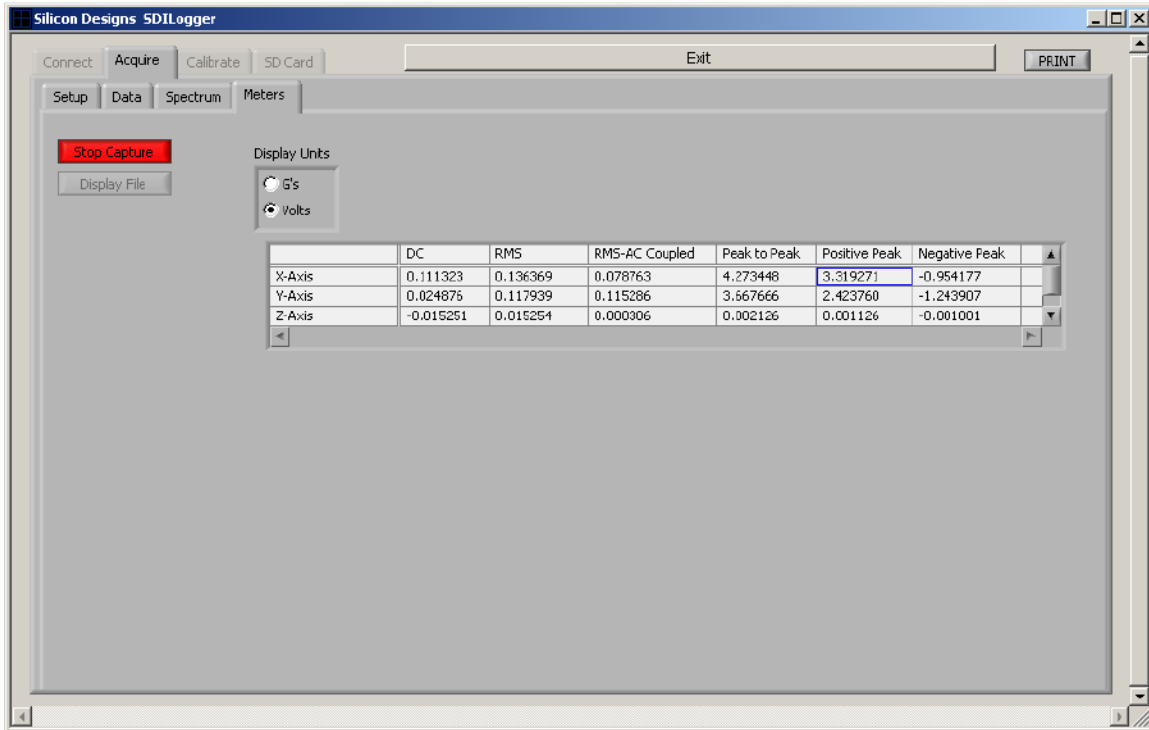 Silicon Designs SDILogger
Connect Acquire Calibrate SD Card Exit PRINT
Setup Data Spectrum Meters
Stop Capture Display Units
Display File G's
Volts
DC RMS RMS-AC Coupled Peak to Peak Positive Peak Negative Peak
X-Axis 0.111323 0.136369 0.078763 4.273448 3.319271 -0.954177
Y-Axis 0.024876 0.117939 0.115286 3.667666 2.423760 -1.243907
Z-Axis -0.015251 0.015254 0.000306 0.002126 0.001126 -0.001001